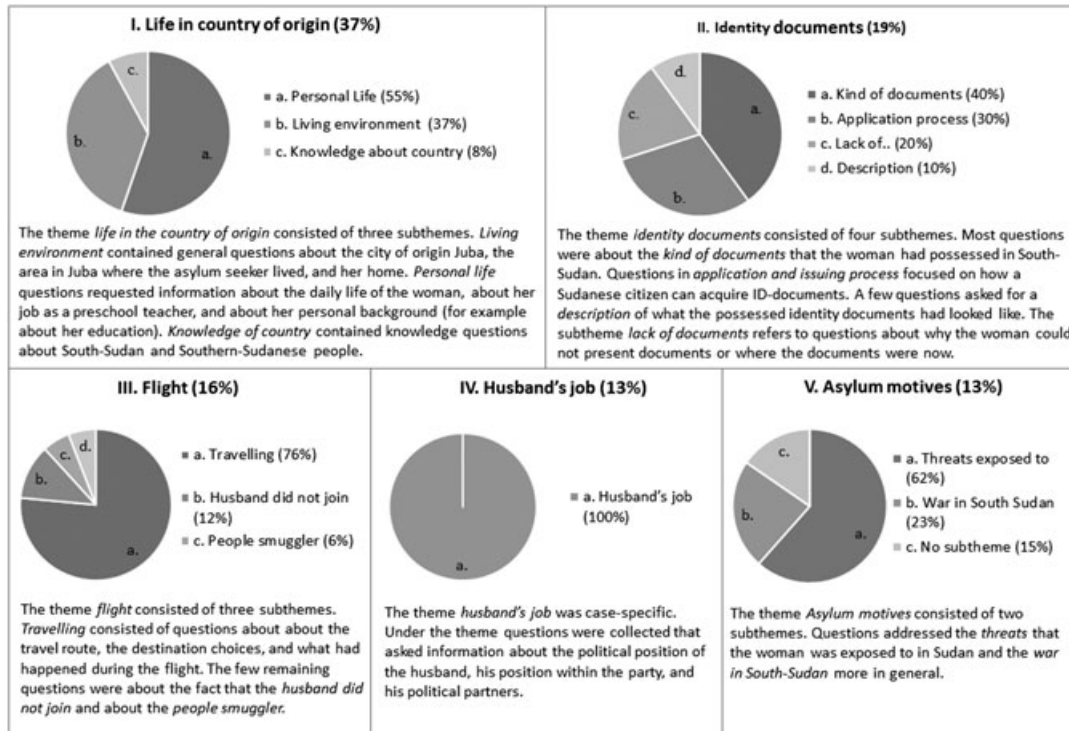 I. Life in country of origin (37%)
c.
b.
a.
a. Personal Life (55%)
b. Living environment (37%)
c. Knowledge about country (8%)
The theme life in the country of origin consisted of three subthemes. Living
environment contained general questions about the city of origin Juba, the
area in Juba where the asylum seeker lived, and her home. Personal life
questions requested information about the daily life of the woman, about her
job as a preschool teacher, and about her personal background (for example
about her education). Knowledge of country contained knowledge questions
about South-Sudan and Southern-Sudanese people.
II. Identity documents (19%)
d.
c.
a.
b.
a. Kind of documents (40%)
b. Application process (30%)
c. Lack of.. (20%)
d. Description (10%)
The theme identity documents consisted of four subthemes. Most questions
were about the kind of documents that the woman had possessed in South-
Sudan. Questions in application and issuing process focused on how a
Sudanese citizen can acquire ID-documents. A few questions asked for a
description of what the possessed identity documents had looked like. The
subtheme lack of documents refers to questions about why the woman could
not present documents or where the documents were now.
III. Flight (16%)
c.
d.
b.
a.
a. Travelling (76%)
b. Husband did not join
(12%)
c. People smuggler (6%)
The theme flight consisted of three subthemes.
Travelling consisted of questions about about the
travel route, the destination choices, and what had
happened during the flight. The few remaining
questions were about the fact that the husband did
not join and about the people smuggler.
IV. Husband's job (13%)
a.
a. Husband's job
(100%)
The theme husband's job was case-specific.
Under the theme questions were collected that
asked information about the political position of
the husband, his position within the party, and
his political partners.
V. Asylum motives (13%)
c.
b.
a.
a. Threats exposed to
(62%)
b. War in South Sudan
(23%)
c. No subtheme (15%)
The theme Asylum motives consisted of two
subthemes. Questions addressed the threats that
the woman was exposed to in Sudan and the war
in South-Sudan more in general.